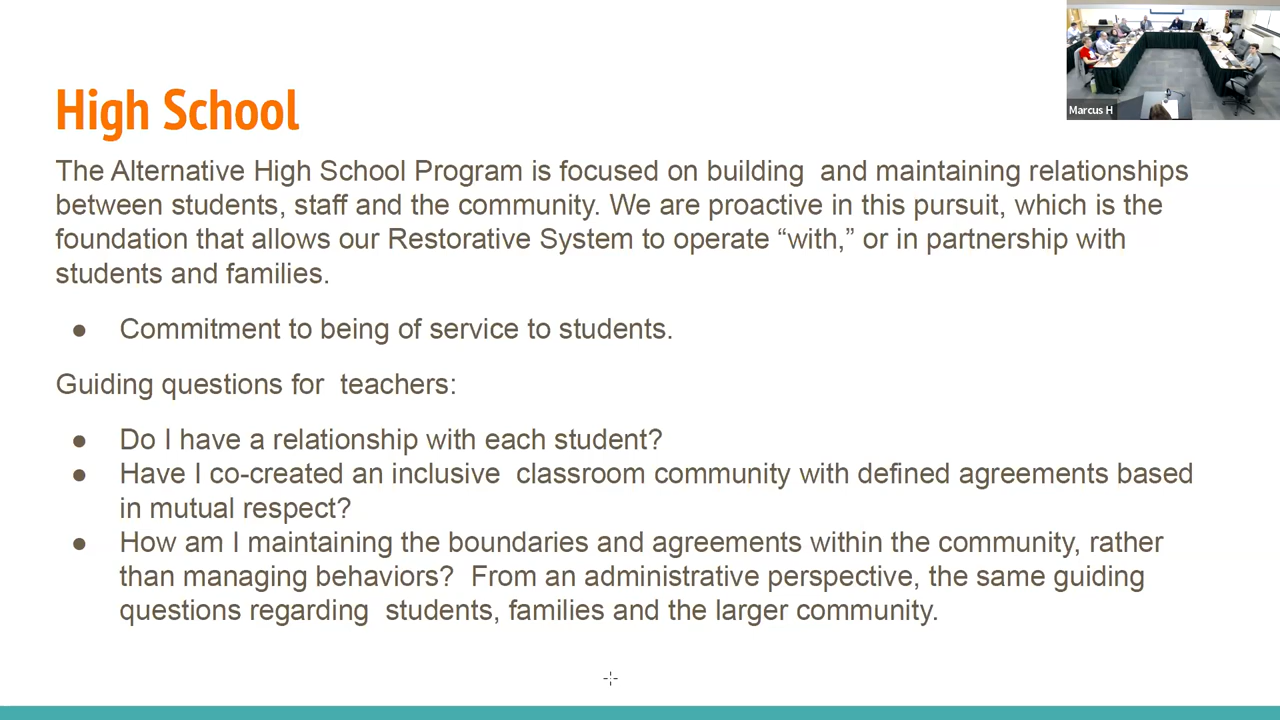 Marcus H
High School
The Alternative High School Program is focused on building  and maintaining relationships
between students, staff and the community. We are proactive in this pursuit, which is the
foundation that allows our Restorative System to operate “with,” or in partnership with
students and families.
● Commitment to being of service to students.
Guiding questions for  teachers:
● Do I have a relationship with each student?
● Have I co-created an inclusive  classroom community with defined agreements based
in mutual respect?
● How am I maintaining the boundaries and agreements within the community, rather
than managing behaviors?  From an administrative perspective, the same guiding
questions regarding  students, families and the larger community.